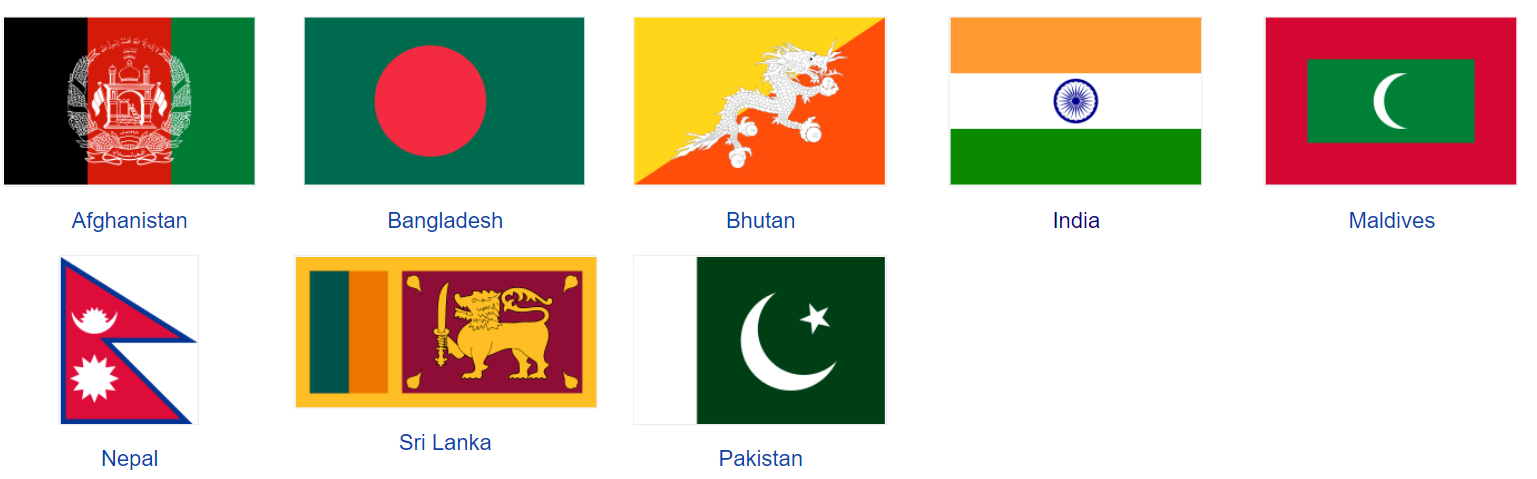 Afghanistan
Bangladesh
Bhutan
India
Maldives
Nepal
Sri Lanka
Pakistan